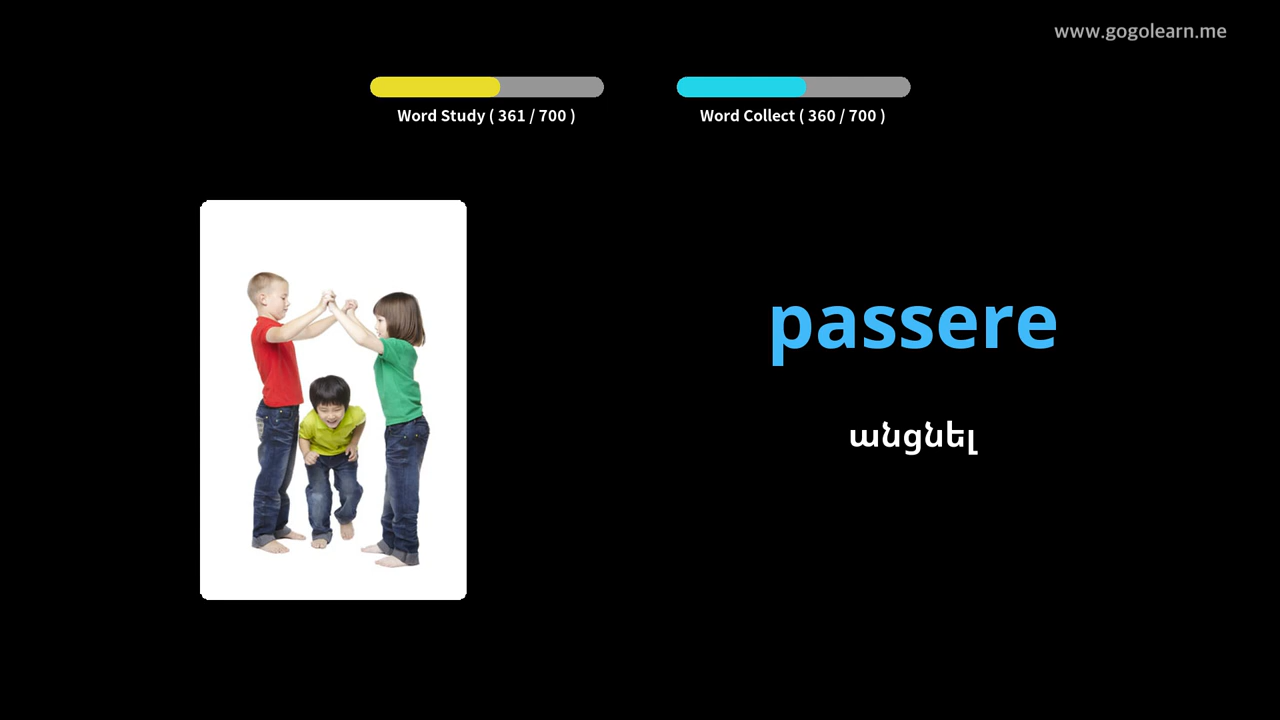 www.gogolearn.me
Word Study ( 361 / 700 )
Word Collect ( 360 / 700 )
passere
անցնել